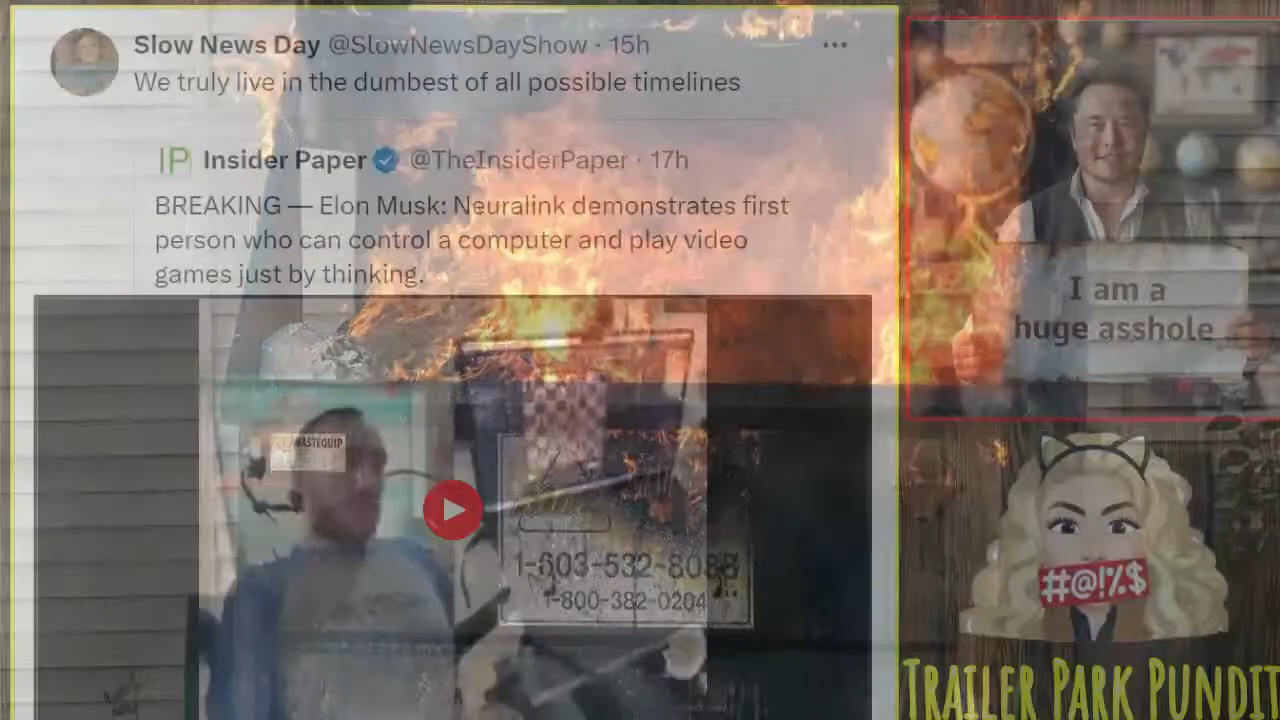 Slow News Day @SlowNewsDayShow · 15h
We truly live in the dumbest of all possible timelines
IP Insider Paper @TheInsiderPaper · 17h
BREAKING — Elon Musk: Neuralink demonstrates first
person who can control a computer and play video
games just by thinking.
WASTEQUIP
1-603-532-8088
1-800-382-0204
I am a
huge asshole
#@!%$
TRAILER PARK PUNDIT